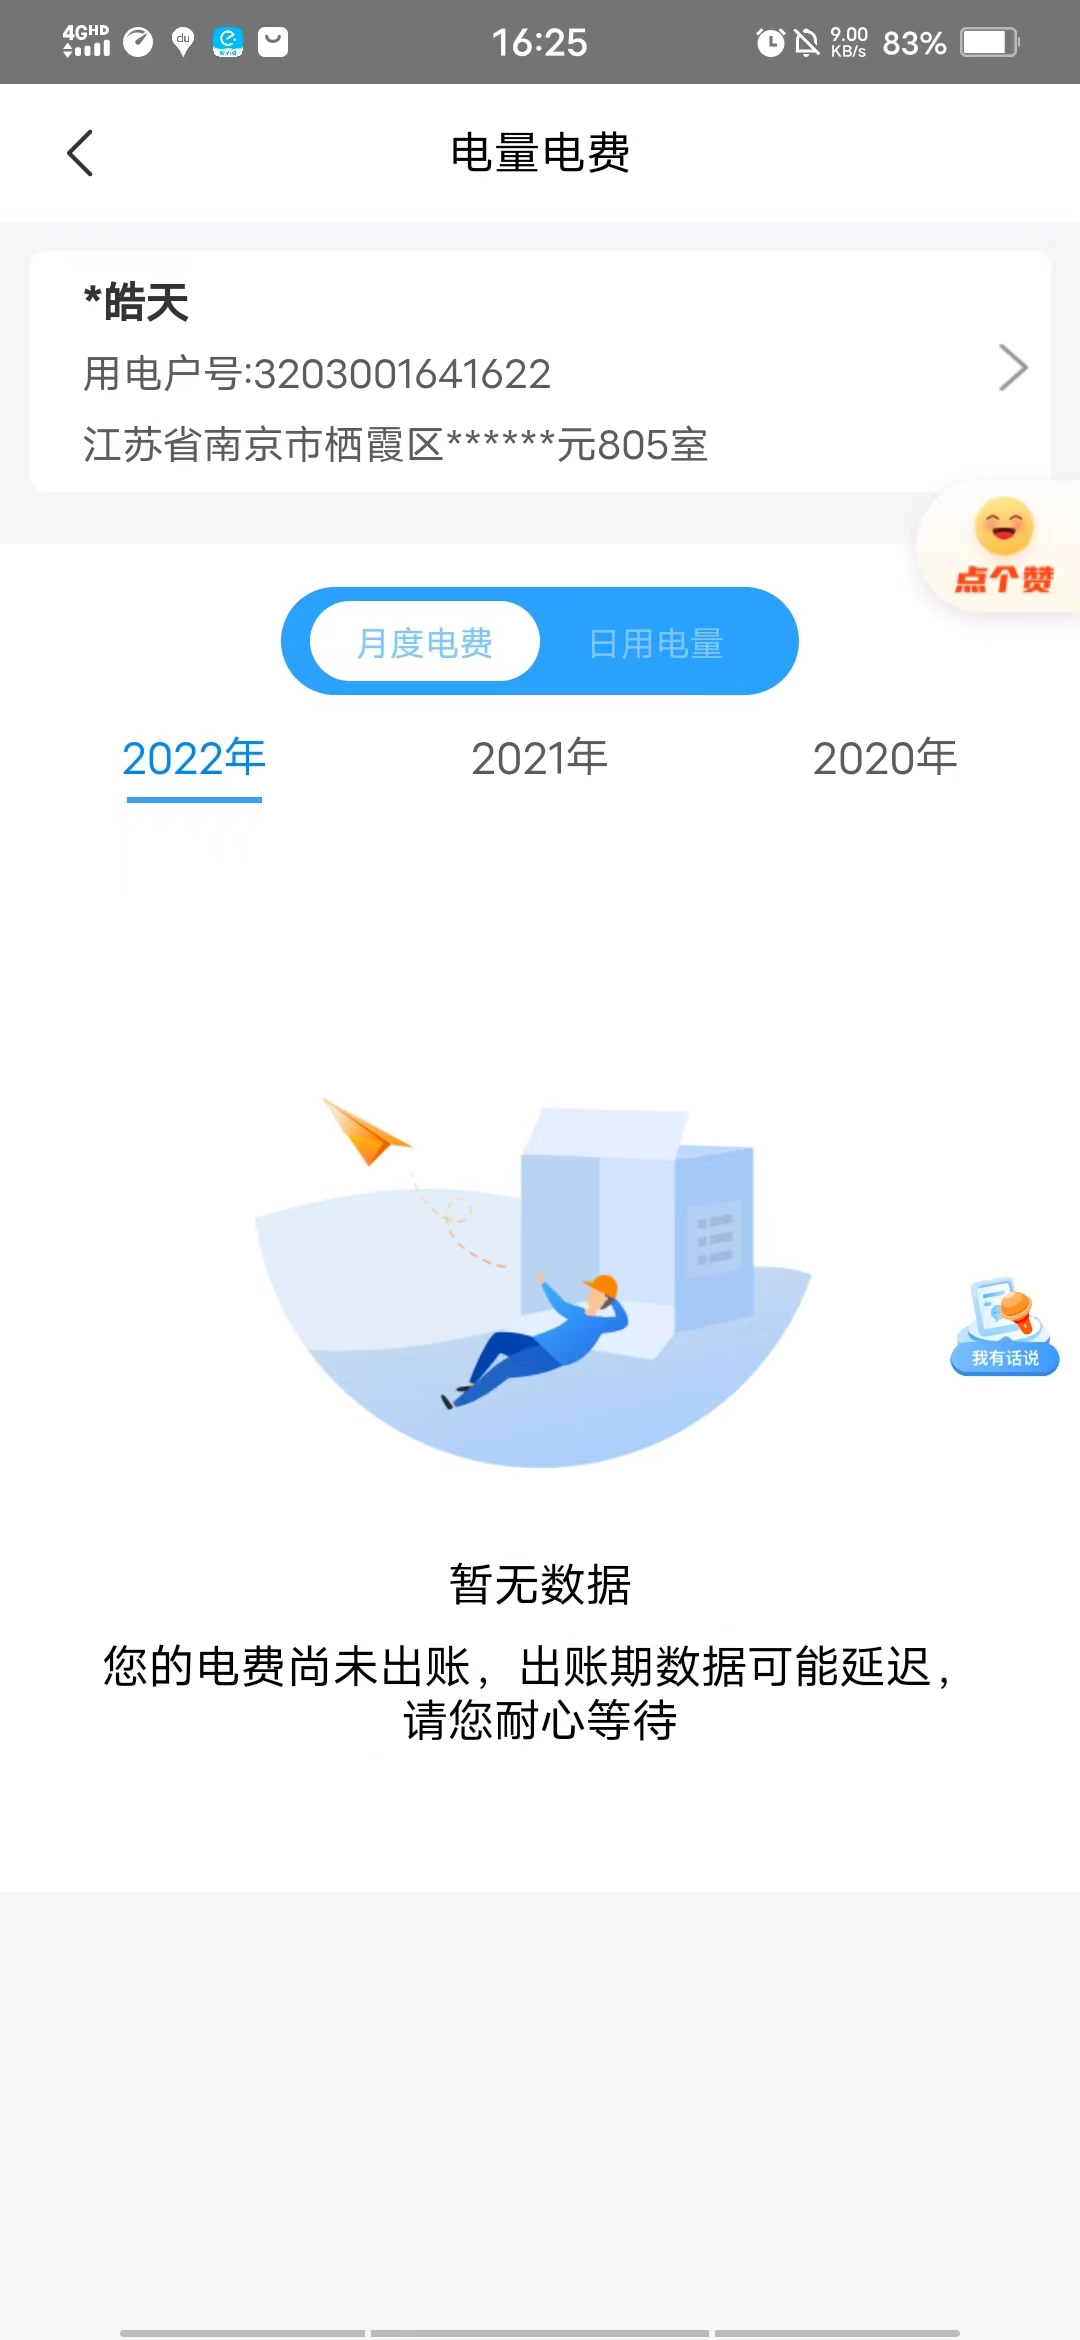 4GHD
du
16:25
9.00
KB/s
83%
电量电费
*皓天
用电户号:3203001641622
江苏省南京市栖霞区******元805室
点个赞
月度电费 日用电量
2022年 2021年 2020年
我有话说
暂无数据
您的电费尚未出账，出账期数据可能延迟，
请您耐心等待